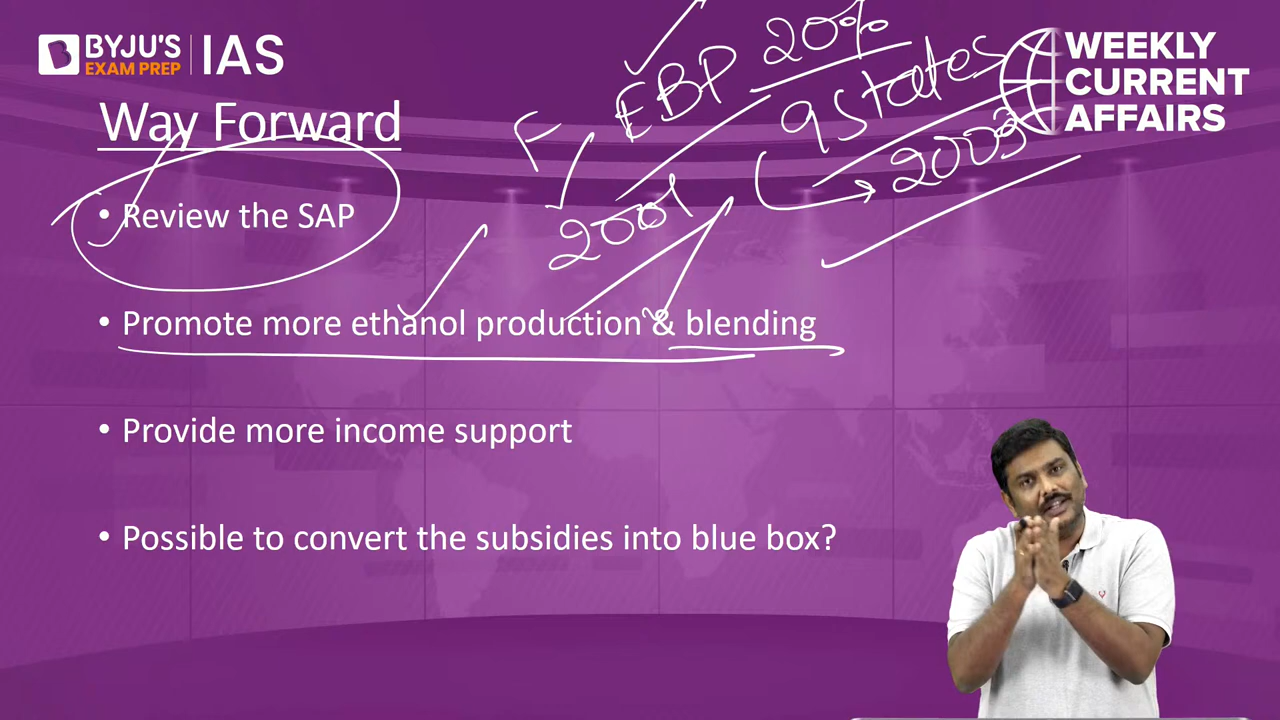 BYJU'S
EXAM PREP
IAS
WEEKLY
CURRENT
AFFAIRS
Way Forward
F
EBP 20%
9 States
2001
2003
• Review the SAP
• Promote more ethanol production & blending
• Provide more income support
• Possible to convert the subsidies into blue box?